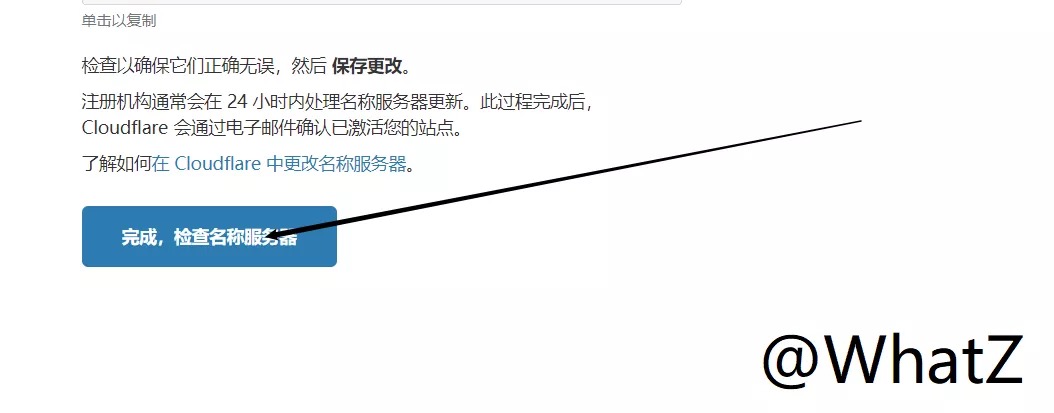 单击以复制
检查以确保它们正确无误，然后 保存更改。
注册机构通常会在 24 小时内处理名称服务器更新。此过程完成后，
Cloudflare 会通过电子邮件确认已激活您的站点。
了解如何在 Cloudflare 中更改名称服务器。
完成，检查名称服务器
@WhatZ